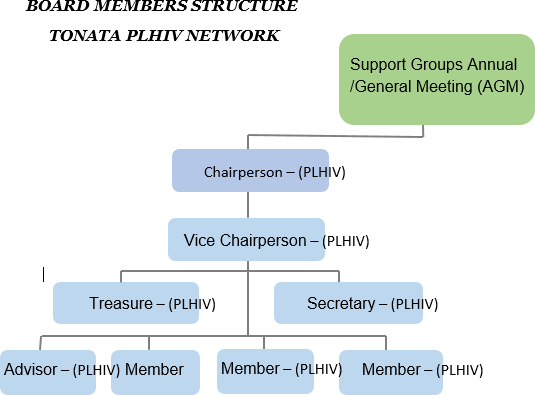 BOARD MEMBERS STRUCTURE
TONATA PLHIV NETWORK
Support Groups Annual
/General Meeting (AGM)
Chairperson – (PLHIV)
Vice Chairperson – (PLHIV)
Treasure – (PLHIV)
Secretary – (PLHIV)
Advisor – (PLHIV)
Member
Member – (PLHIV)
Member – (PLHIV)